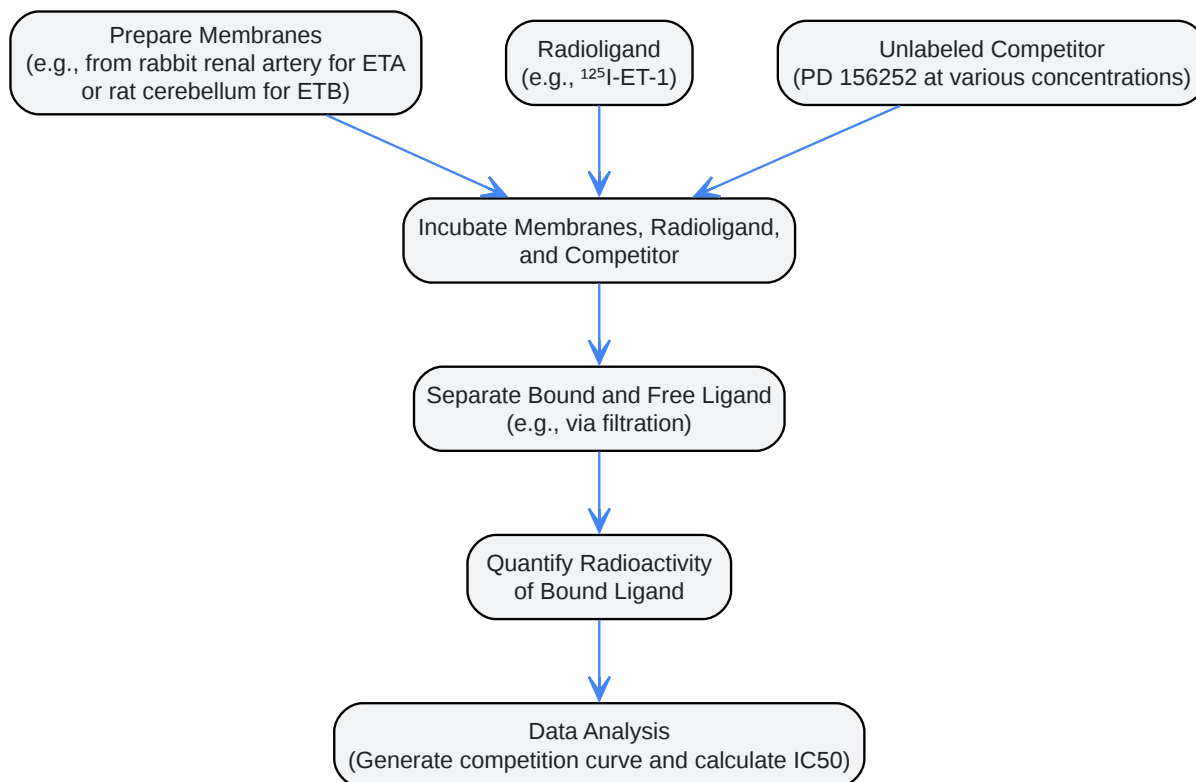 Prepare Membranes
(e.g., from rabbit renal artery for ETA
or rat cerebellum for ETB)
Radioligand
(e.g., ¹²⁵I-ET-1)
Unlabeled Competitor
(PD 156252 at various concentrations)
Incubate Membranes, Radioligand,
and Competitor
Separate Bound and Free Ligand
(e.g., via filtration)
Quantify Radioactivity
of Bound Ligand
Data Analysis
(Generate competition curve and calculate IC50)